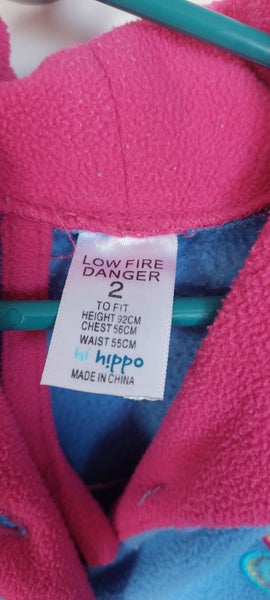 LOW FIRE
DANGER
2
TO FIT
HEIGHT 92CM
CHEST 56CM
WAIST 55CM
hi hippo
MADE IN CHINA